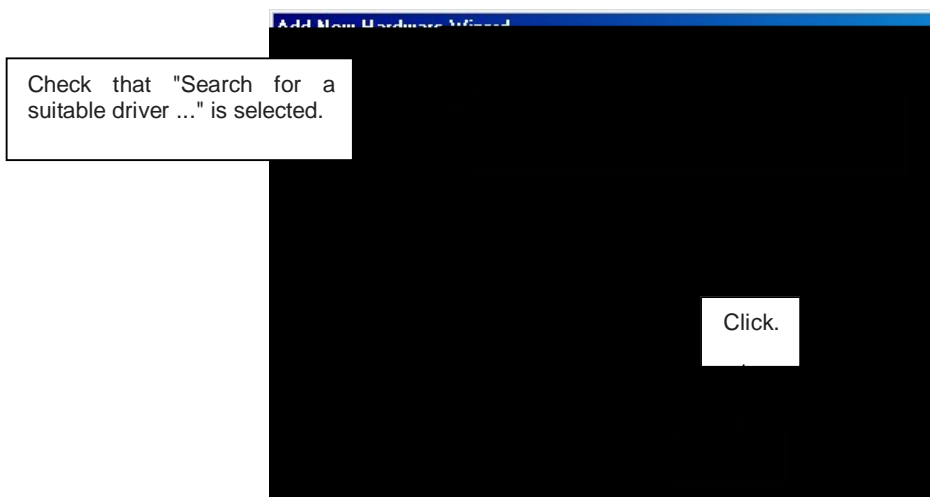 Add New Hardware Wizard
Check that "Search for a
suitable driver ..." is selected.
Click.